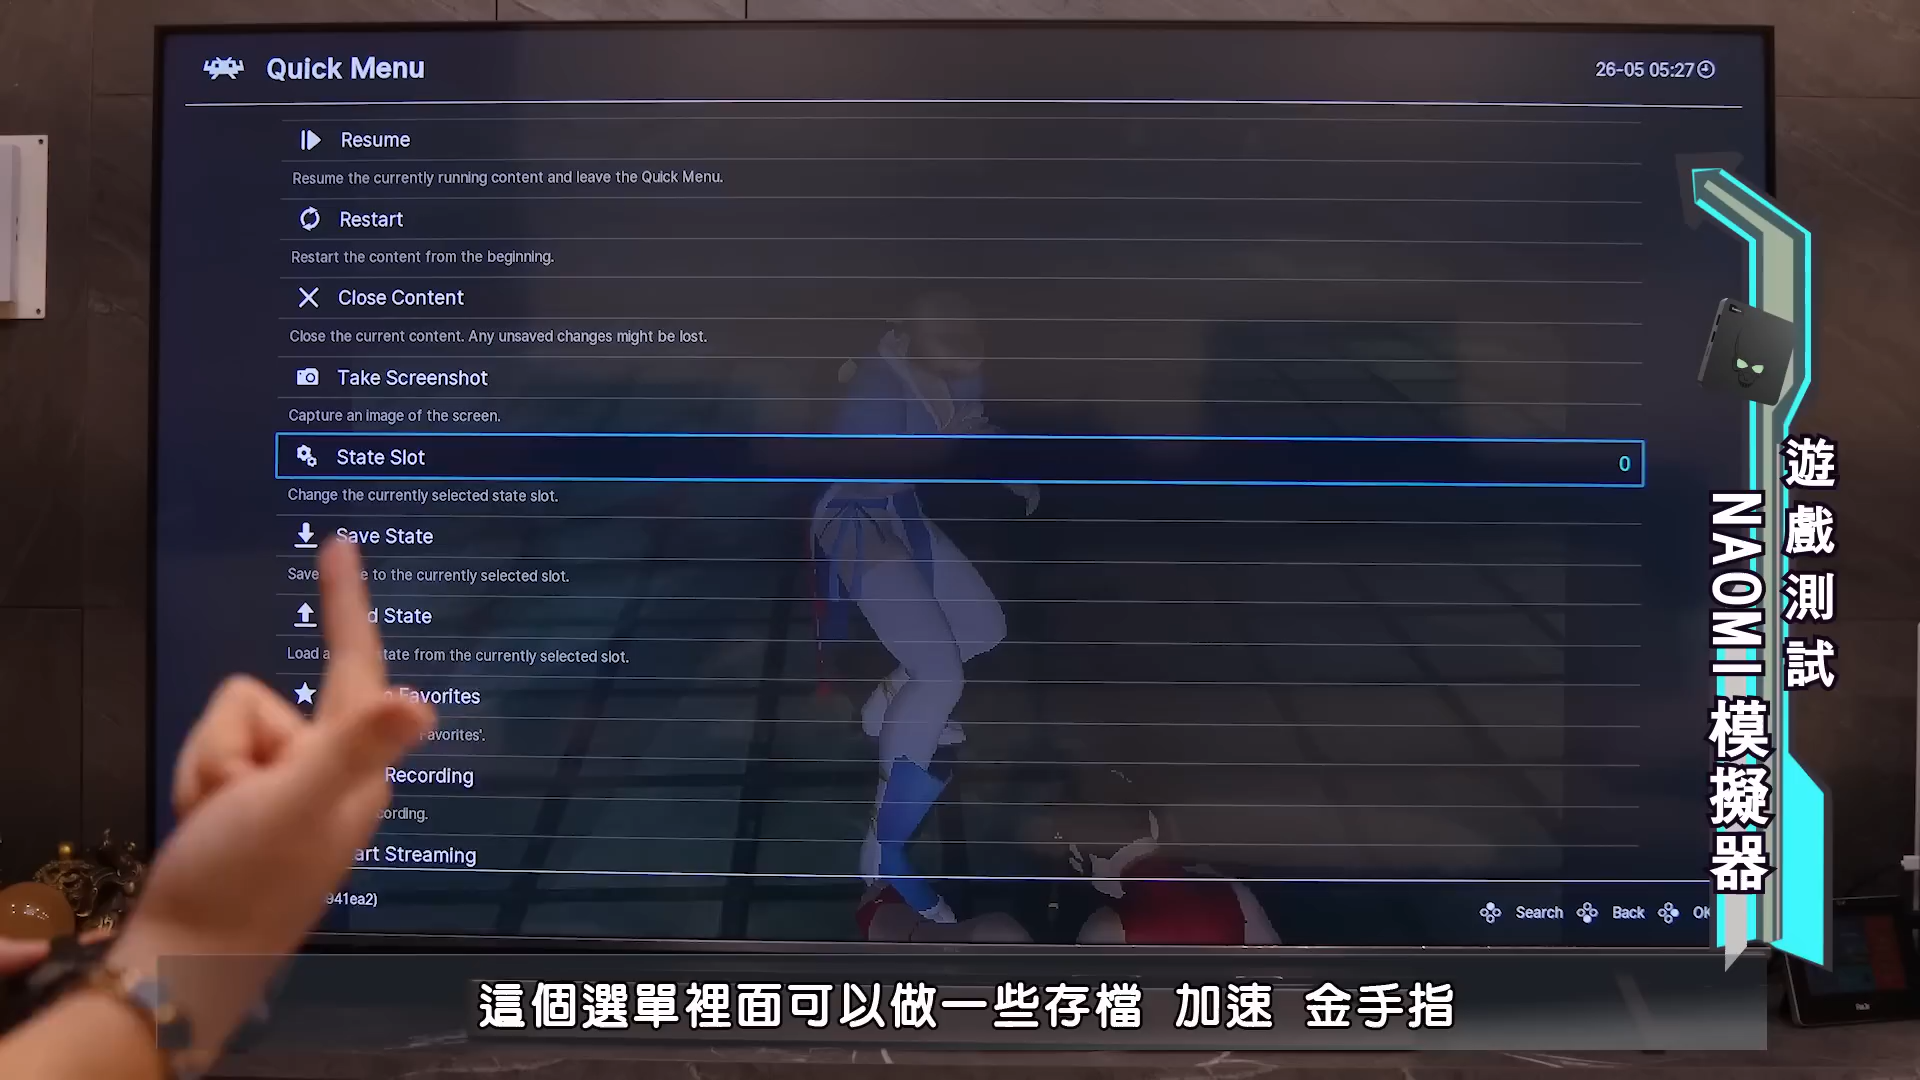 Quick Menu
26-05 05:27
Resume
Resume the currently running content and leave the Quick Menu.
Restart
Restart the content from the beginning.
Close Content
Close the current content. Any unsaved changes might be lost.
Take Screenshot
Capture an image of the screen.
State Slot 0
Change the currently selected state slot.
Save State
Save to the currently selected slot.
State
Load state from the currently selected slot.
Favorites
Favorites'.
Recording
Streaming
941ea2)
Search Back OK
遊戲測試
NAOMI 模擬器
這個選單裡面可以做一些存檔 加速 金手指